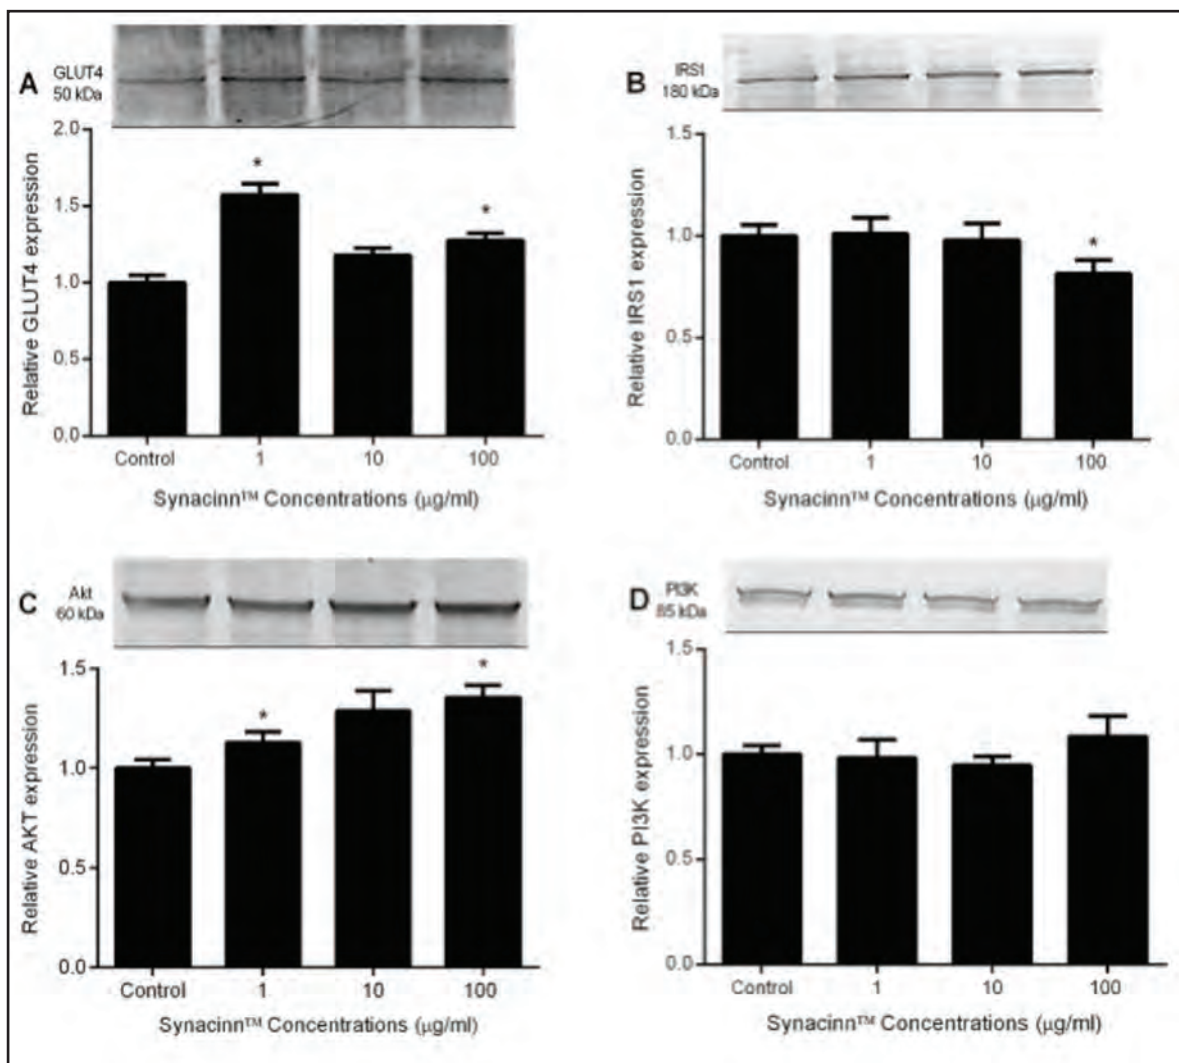 A
GLUT4
50 kDa
Relative GLUT4 expression
2.0
1.5
1.0
0.5
0.0
*
*
Control 1 10 100
Synacinn™ Concentrations (µg/ml)
B
IRS1
180 kDa
Relative IRS1 expression
1.5
1.0
0.5
0.0
*
Control 1 10 100
Synacinn™ Concentrations (µg/ml)
C
Akt
60 kDa
Relative AKT expression
1.5
1.0
0.5
0.0
*
*
Control 1 10 100
Synacinn™ Concentrations (µg/ml)
D
PI3K
85 kDa
Relative PI3K expression
1.5
1.0
0.5
0.0
Control 1 10 100
Synacinn™ Concentrations (µg/ml)